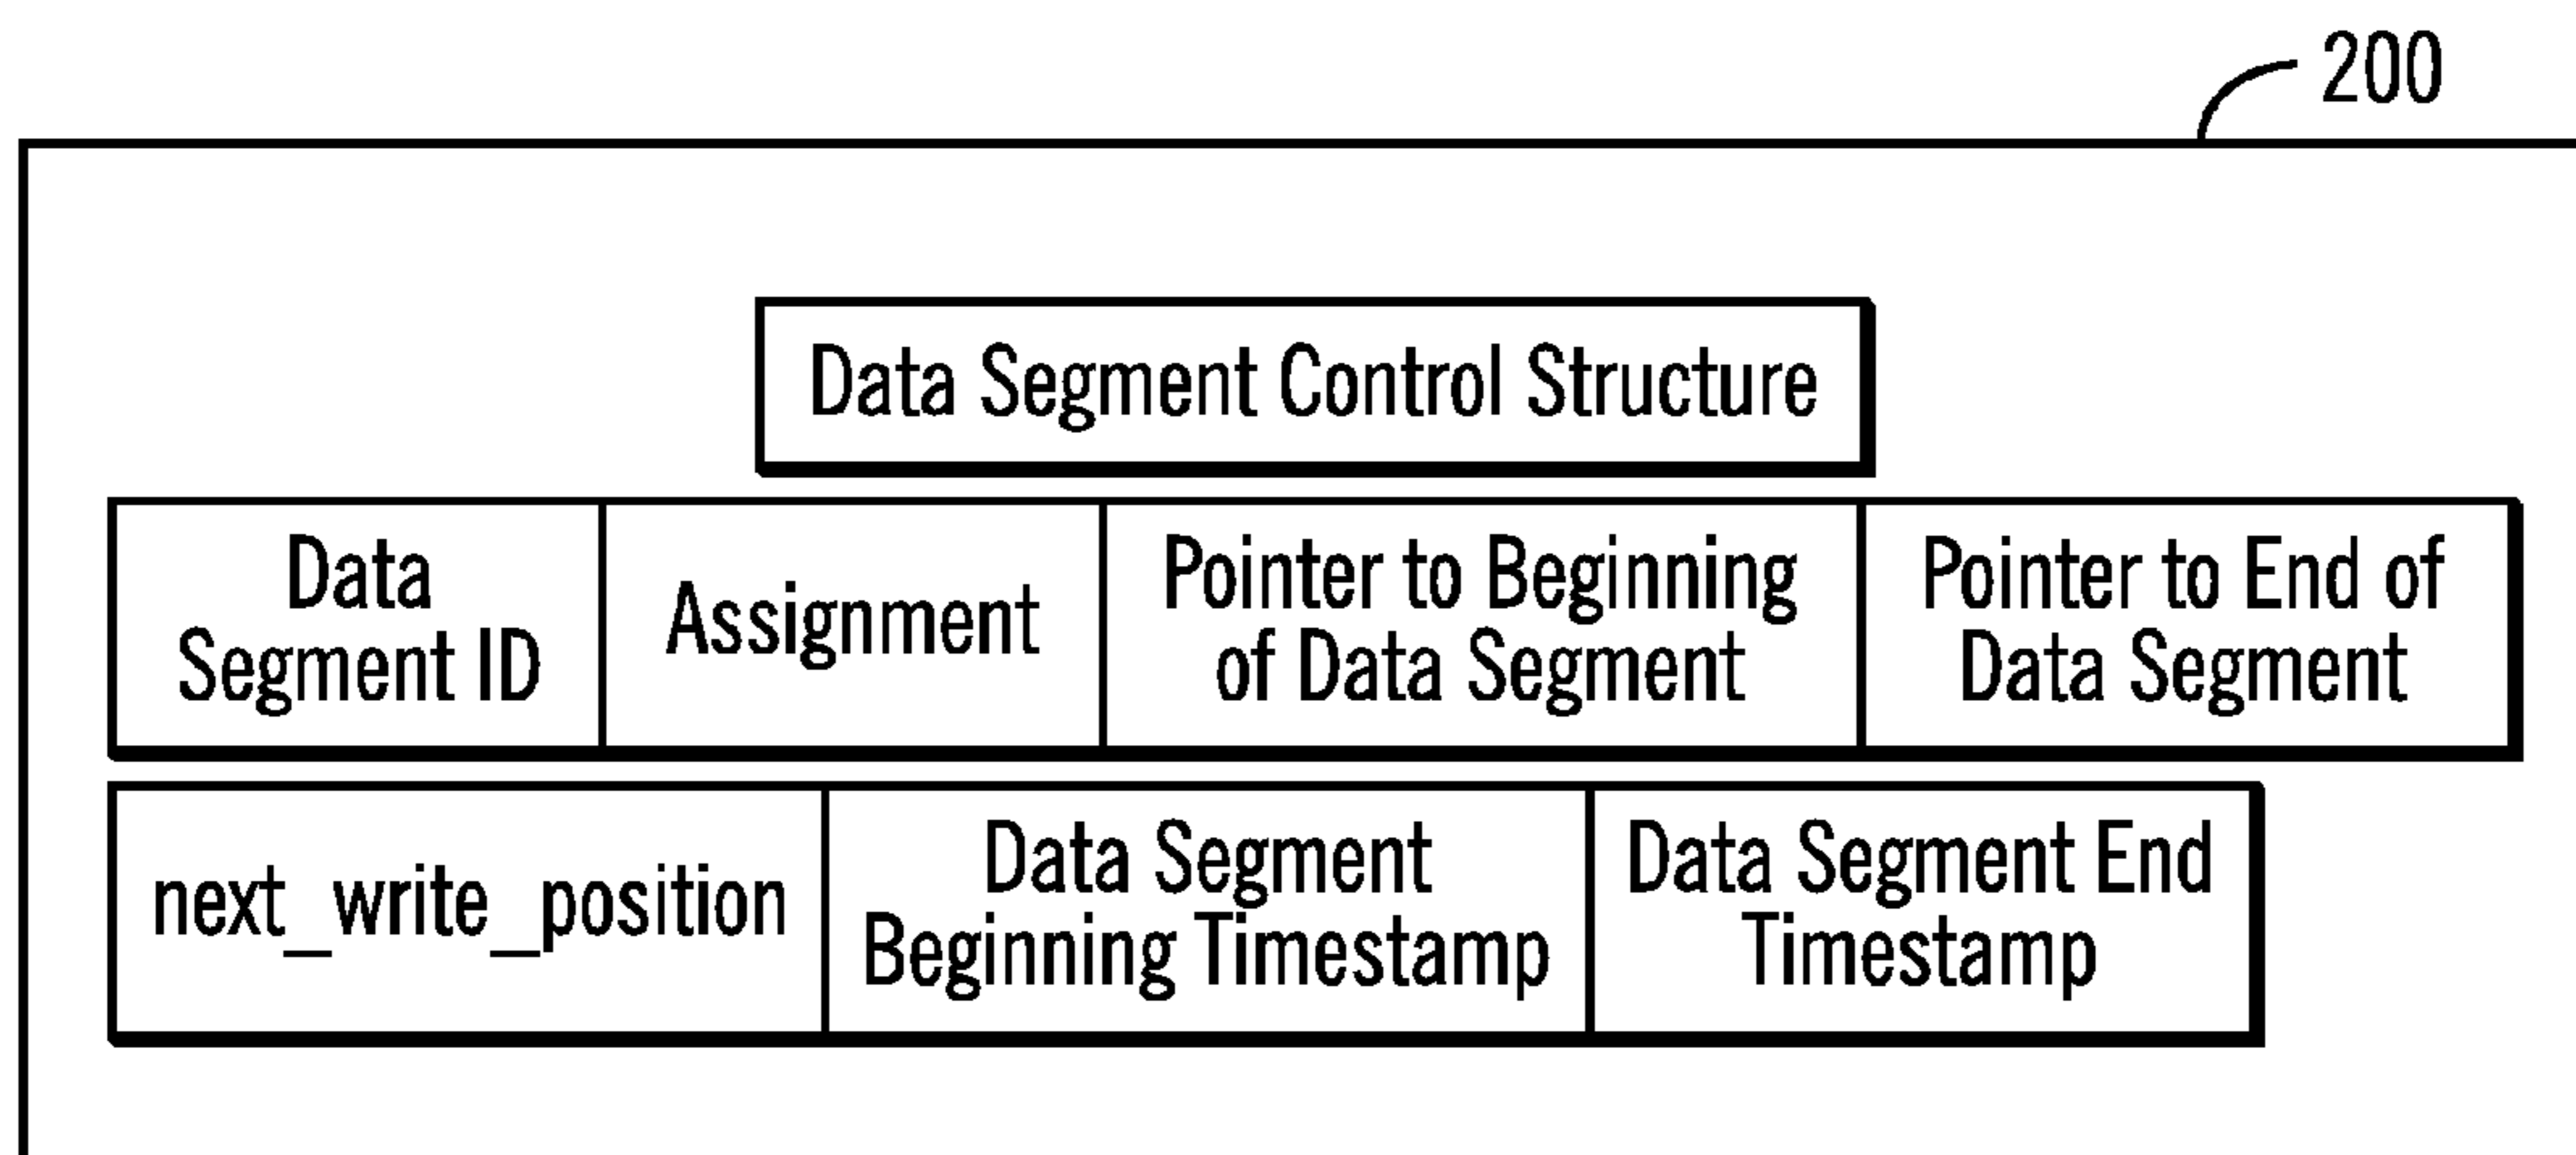 200
Data Segment Control Structure
Data
Segment ID
Assignment
Pointer to Beginning
of Data Segment
Pointer to End of
Data Segment
next_write_position
Data Segment
Beginning Timestamp
Data Segment End
Timestamp